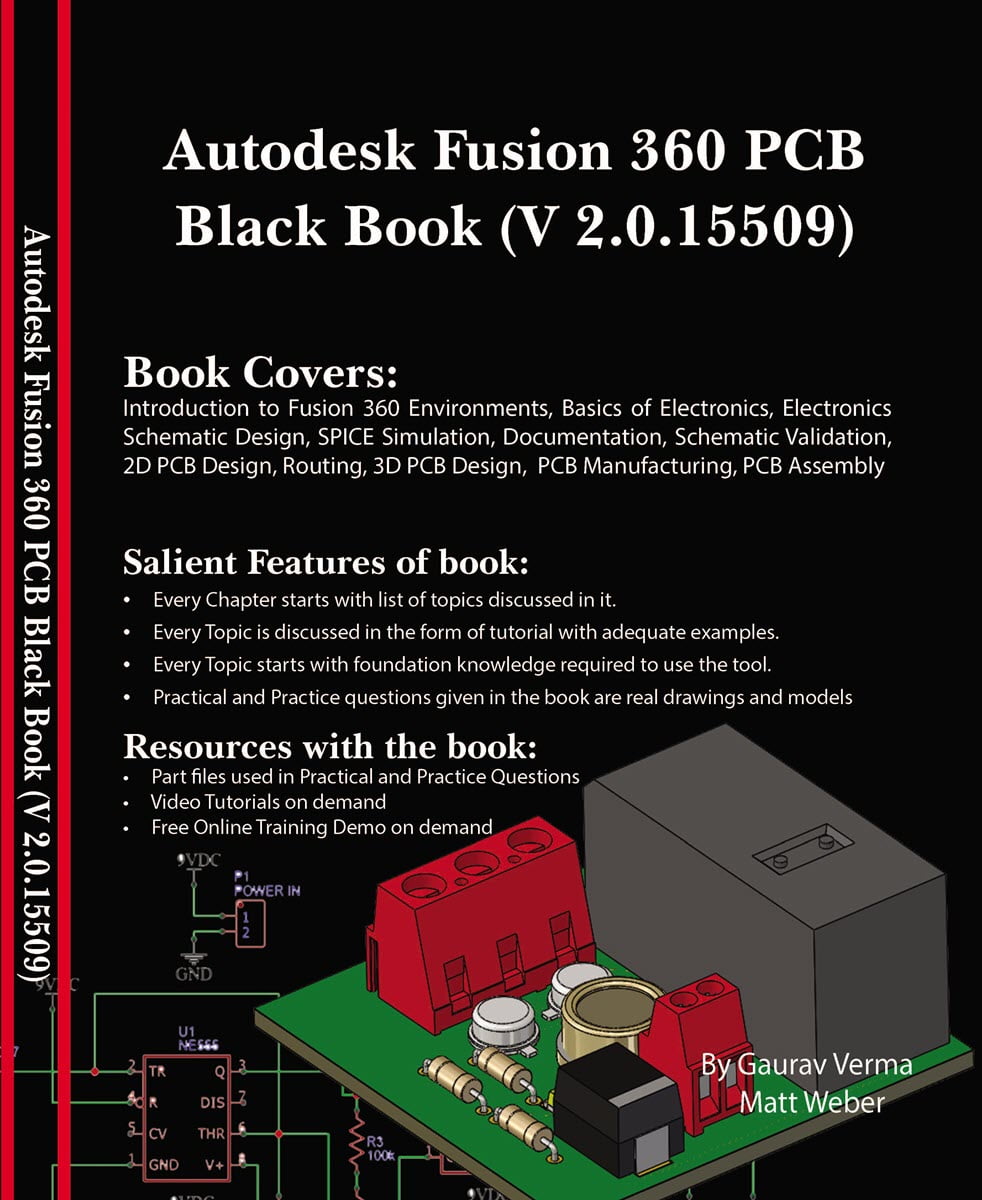 Autodesk Fusion 360 PCB
Black Book (V 2.0.15509)
Autodesk Fusion 360 PCB Black Book (V 2.0.15509)
Book Covers:
Introduction to Fusion 360 Environments, Basics of Electronics, Electronics
Schematic Design, SPICE Simulation, Documentation, Schematic Validation,
2D PCB Design, Routing, 3D PCB Design, PCB Manufacturing, PCB Assembly
Salient Features of book:
• Every Chapter starts with list of topics discussed in it.
• Every Topic is discussed in the form of tutorial with adequate examples.
• Every Topic starts with foundation knowledge required to use the tool.
• Practical and Practice questions given in the book are real drawings and models
Resources with the book:
• Part files used in Practical and Practice Questions
• Video Tutorials on demand
• Free Online Training Demo on demand
9VDC
P1
POWER IN
1
2
GND
U1
2 TR Q 3
R DIS 7
5 CV THR 6
1 GND V+ 8
R3
100k
By Gaurav Verma
Matt Weber